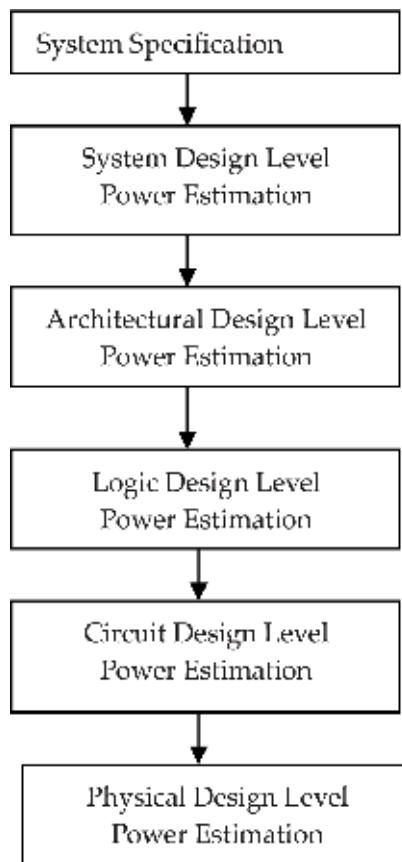 System Specification
System Design Level
Power Estimation
Architectural Design Level
Power Estimation
Logic Design Level
Power Estimation
Circuit Design Level
Power Estimation
Physical Design Level
Power Estimation